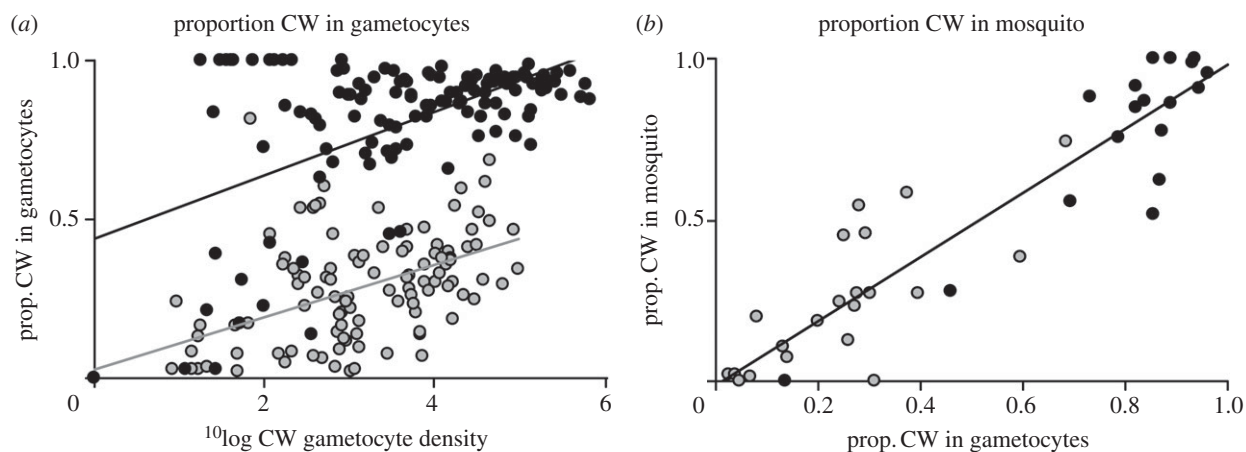 (a) proportion CW in gametocytes
1.0
0.5
prop. CW in gametocytes
0 2 4 6
¹⁰log CW gametocyte density
(b) proportion CW in mosquito
1.0
0.5
prop. CW in mosquito
0 0.2 0.4 0.6 0.8 1.0
prop. CW in gametocytes